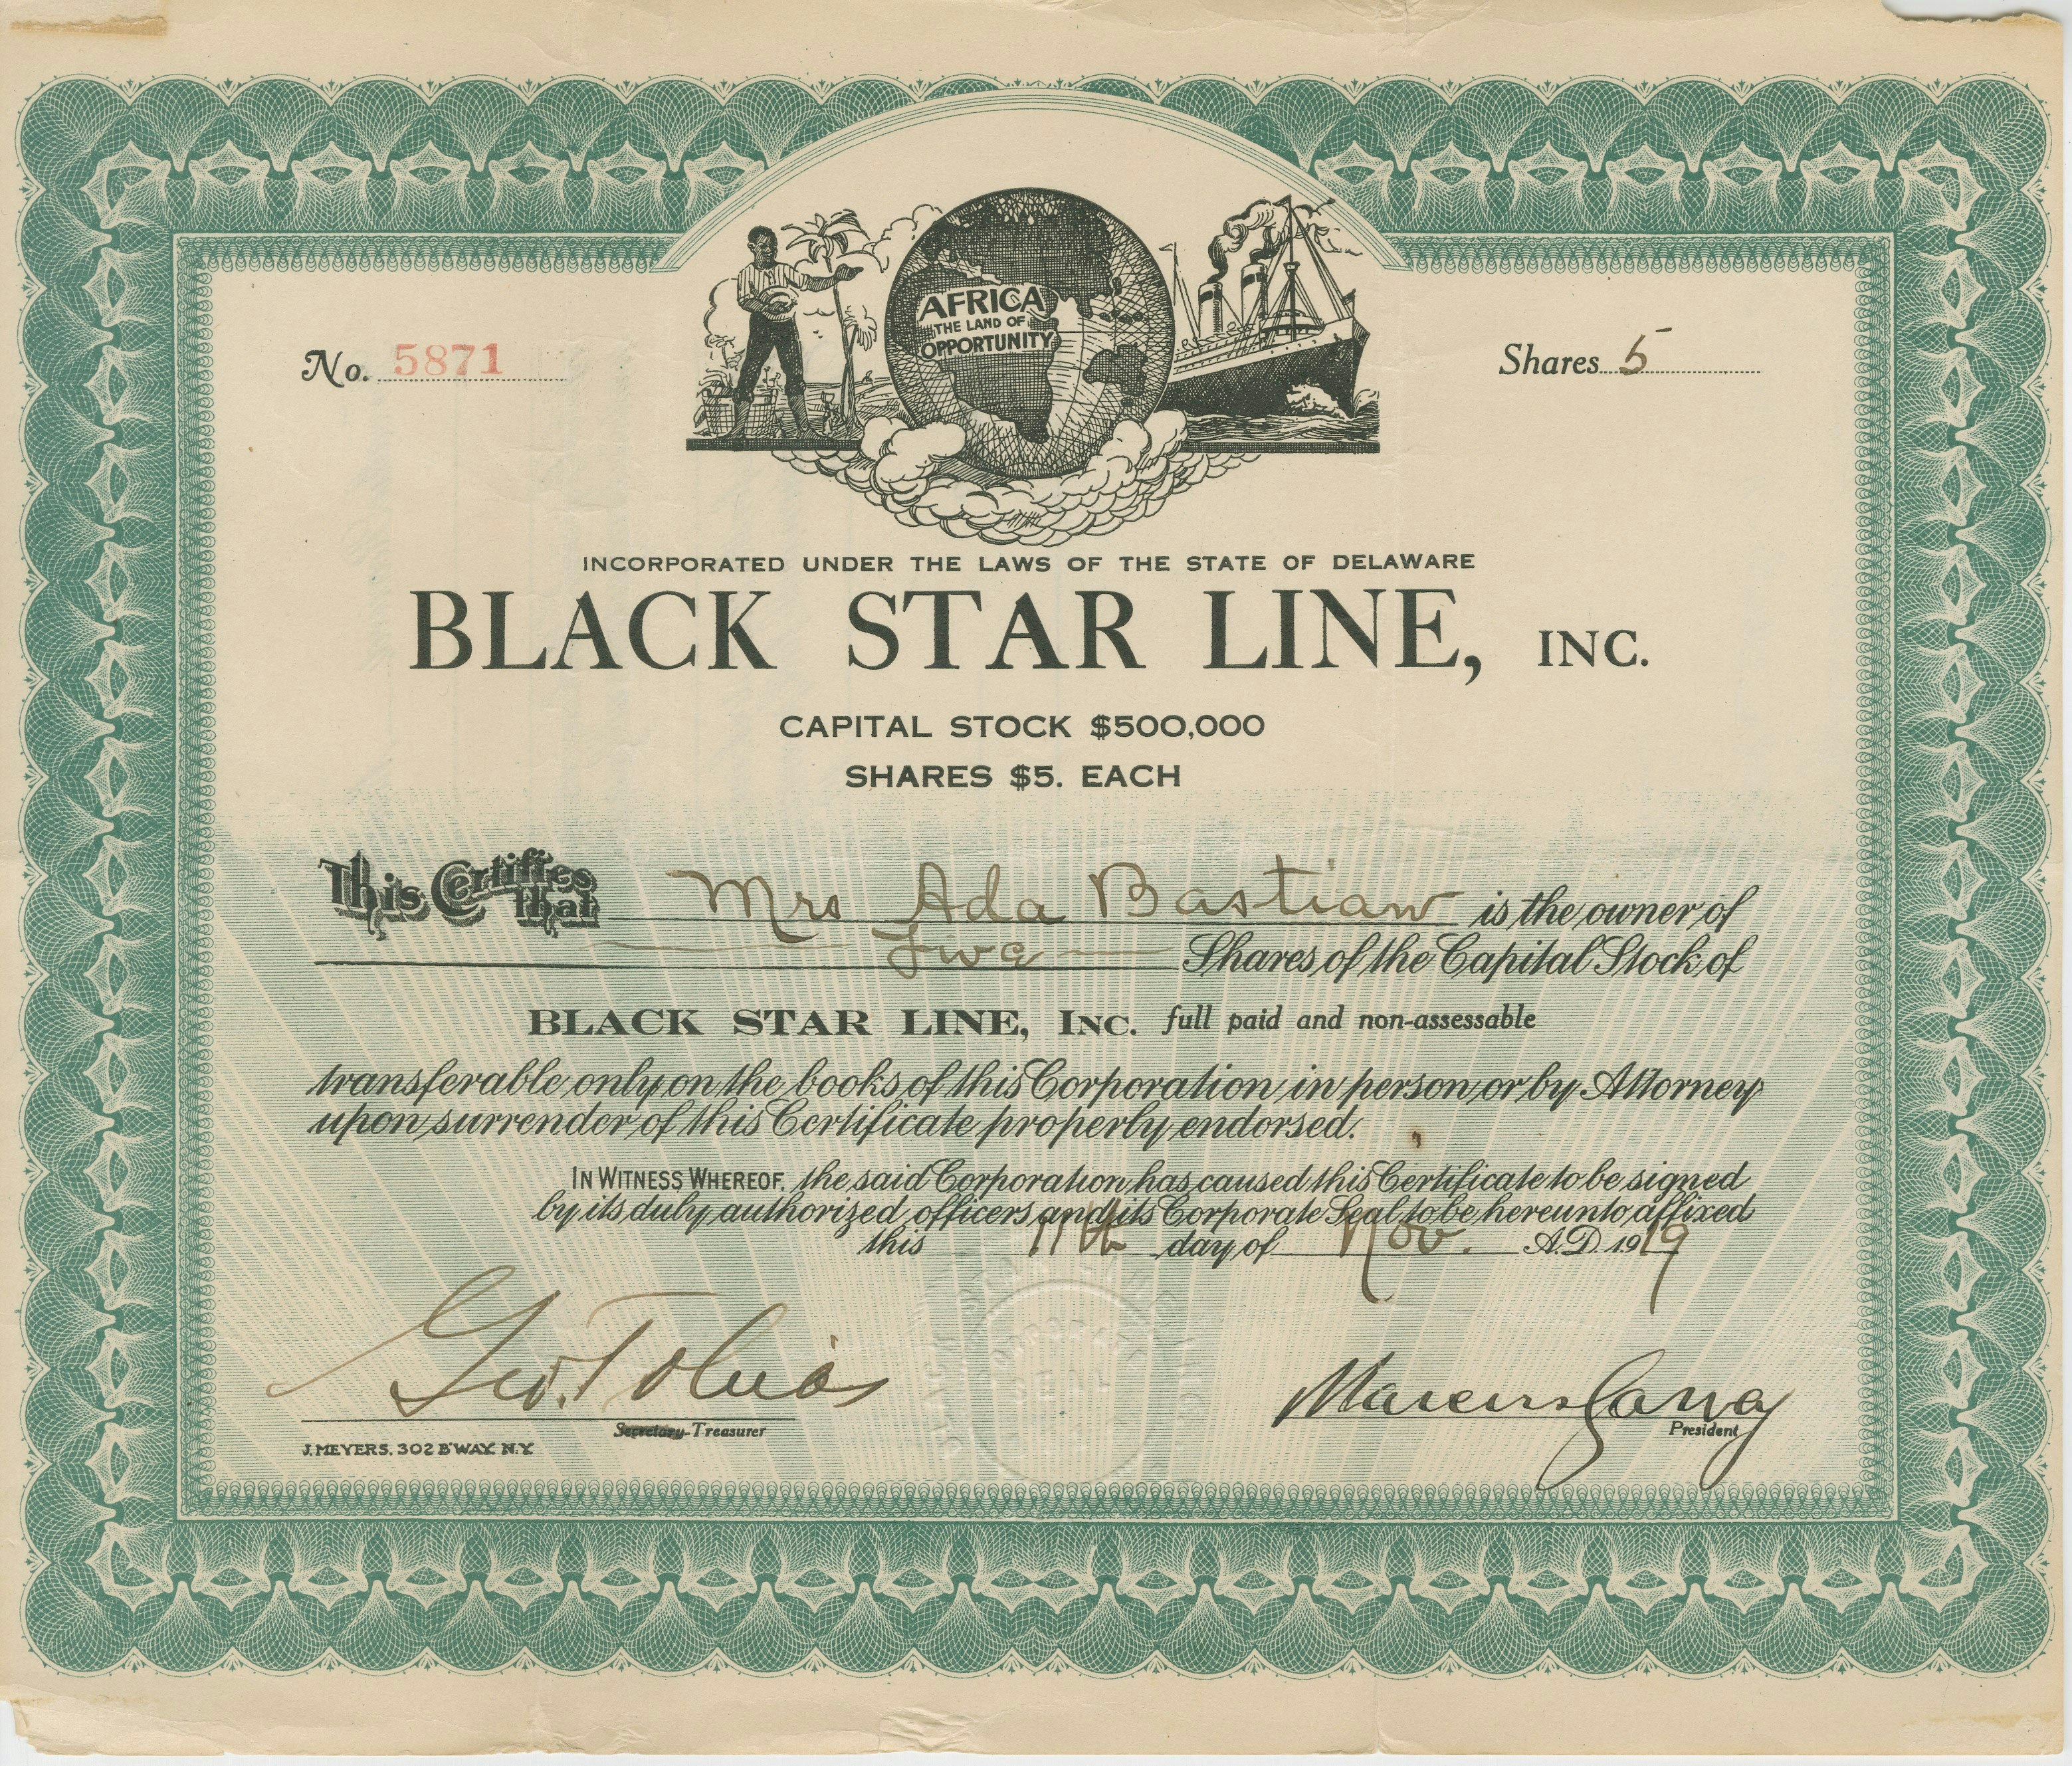 AFRICA
THE LAND OF
OPPORTUNITY
No. 5871
Shares 5
INCORPORATED UNDER THE LAWS OF THE STATE OF DELAWARE
BLACK STAR LINE, INC.
CAPITAL STOCK $500,000
SHARES $5. EACH
This Certifies that Mrs Ada Bastian is the owner of
Five Shares of the Capital Stock of
BLACK STAR LINE, INC. full paid and non-assessable
transferable only on the books of this Corporation in person or by Attorney
upon surrender of this Certificate properly endorsed.
IN WITNESS WHEREOF, the said Corporation has caused this Certificate to be signed
by its duly authorized officers and its Corporate Seal to be hereunto affixed
this 11th day of Nov. A.D. 1919
Geo. Tobias
Marcus Garvey
Secretary-Treasurer
President
J. MEYERS. 302 B'WAY. N.Y.